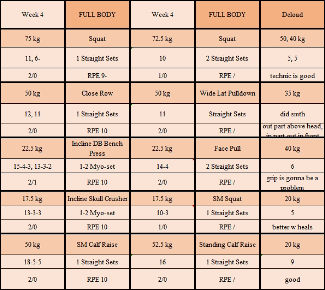 Week 4 FULL BODY Week 4 FULL BODY Deload
75 kg Squat 72.5 kg Squat 50, 40 kg
11, 6- 1 Straight Sets 10 2 Straight Sets 5, 5
2/0 RPE 9- 1/0 RPE / technic is good
50 kg Close Row 50 kg Wide Lat Pulldown 35 kg
12, 11 1 Straight Sets 11 Straight Sets did smth
2/0 RPE 9 2/0 RPE / out part above head,
22.5 kg Incline DB Bench Press 22.5 kg Face Pull 40 kg
15-4-3, 13-3-2 1-2 Myo-set 14-4 2 Straight Sets 6
2/1 RPE 10 2/0 RPE / grip is gonna be a problem
17.5 kg Incline Skull Crusher 17.5 kg SM Squat 20 kg
13-3-3 1-2 Myo-set 10-3 1 Straight Sets 5
2/0 RPE 10 1/0 RPE / better w heals
50 kg SM Calf Raise 52.5 kg Standing Calf Raise 20 kg
18-5-5 1 Straight Sets 16 1 Straight Sets 9
2/0 RPE 10 2/0 RPE / good